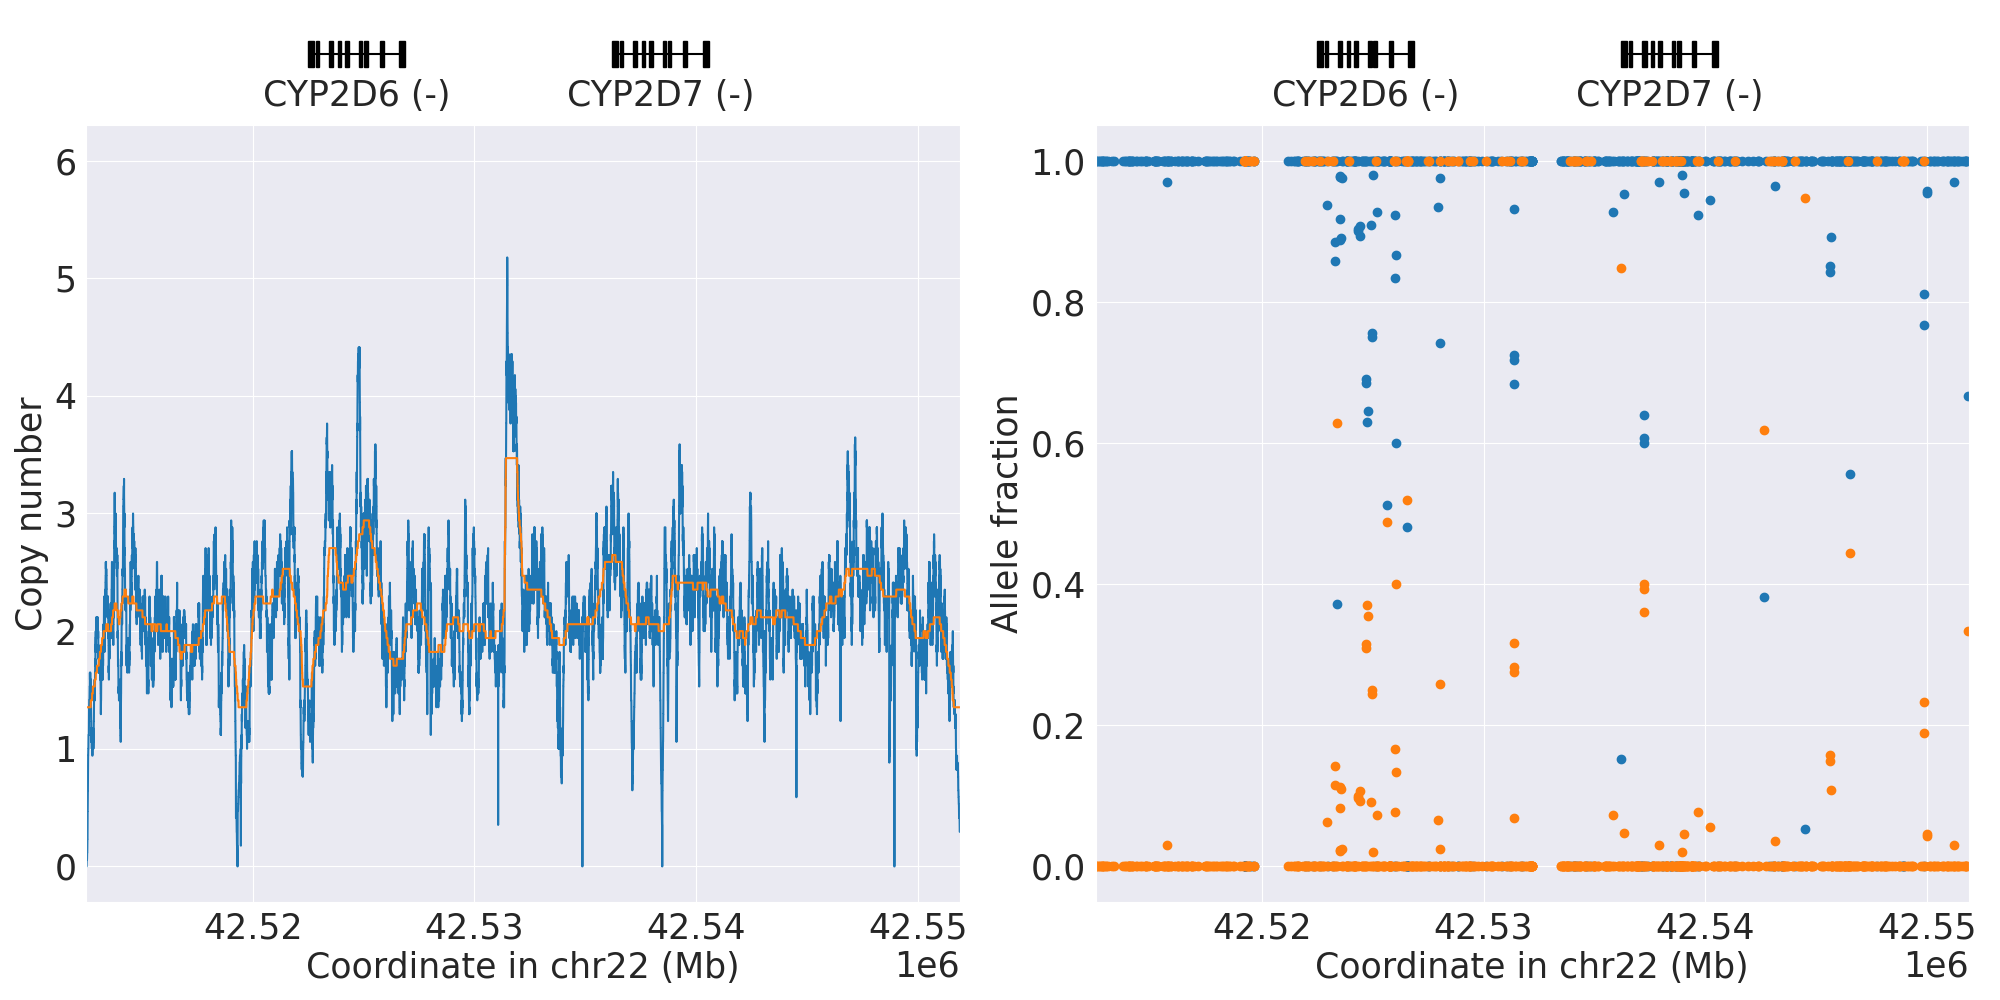 CYP2D6 (-)
CYP2D7 (-)
6
5
4
3
2
1
0
Copy number
42.52
42.53
42.54
42.55
Coordinate in chr22 (Mb)
1e6
CYP2D6 (-)
CYP2D7 (-)
1.0
0.8
0.6
0.4
0.2
0.0
Allele fraction
42.52
42.53
42.54
42.55
Coordinate in chr22 (Mb)
1e6